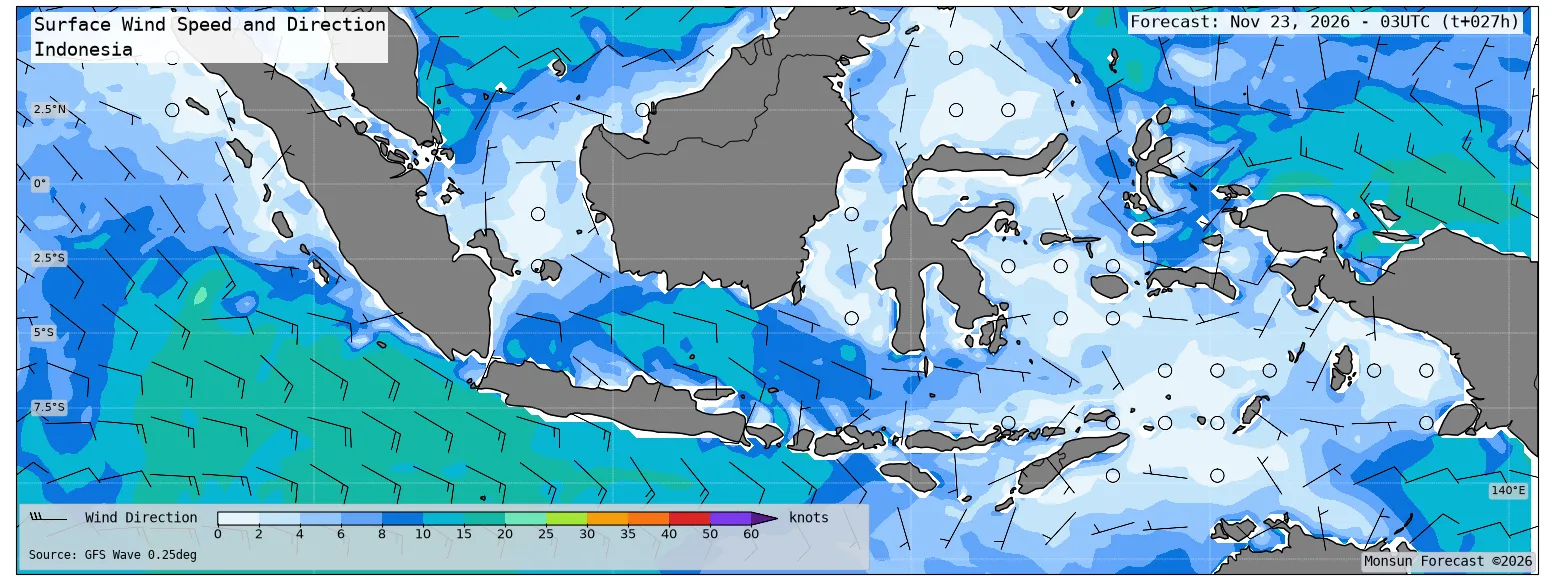 Surface Wind Speed and Direction
Indonesia
Forecast: Nov 23, 2026 - 03UTC (t+027h)
2.5°N
0°
2.5°S
5°S
7.5°S
140°E
Wind Direction
0 2 4 6 8 10 15 20 25 30 35 40 50 60
knots
Source: GFS Wave 0.25deg
Monsun Forecast ©2026